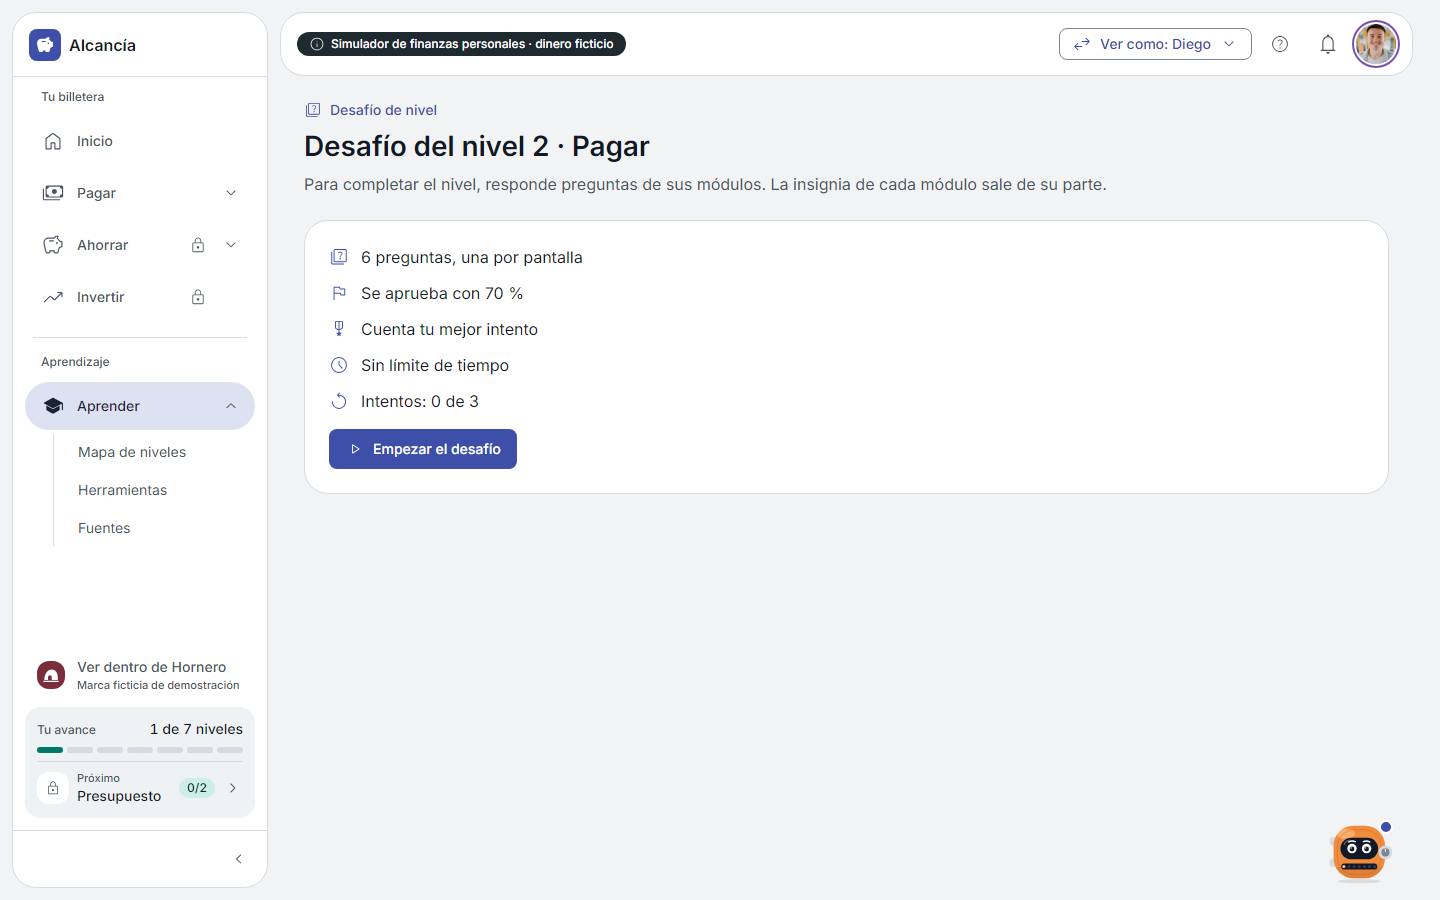 Alcancía
Tu billetera
Inicio
Pagar
Ahorrar
Invertir
Aprendizaje
Aprender
Mapa de niveles
Herramientas
Fuentes
Ver dentro de Hornero
Marca ficticia de demostración
Tu avance
1 de 7 niveles
Próximo
Presupuesto
0/2
Simulador de finanzas personales · dinero ficticio
Ver como: Diego
Desafío de nivel
Desafío del nivel 2 · Pagar
Para completar el nivel, responde preguntas de sus módulos. La insignia de cada módulo sale de su parte.
6 preguntas, una por pantalla
Se aprueba con 70 %
Cuenta tu mejor intento
Sin límite de tiempo
Intentos: 0 de 3
Empezar el desafío